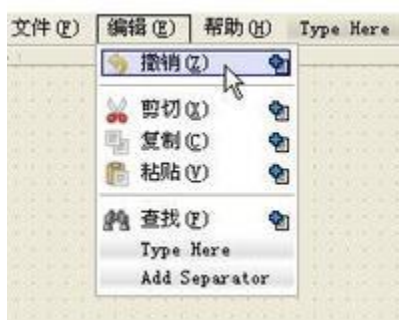 文件(F) 编辑(E) 帮助(H) Type Here
撤销(Z)
剪切(X)
复制(C)
粘贴(V)
查找(F)
Type Here
Add Separator